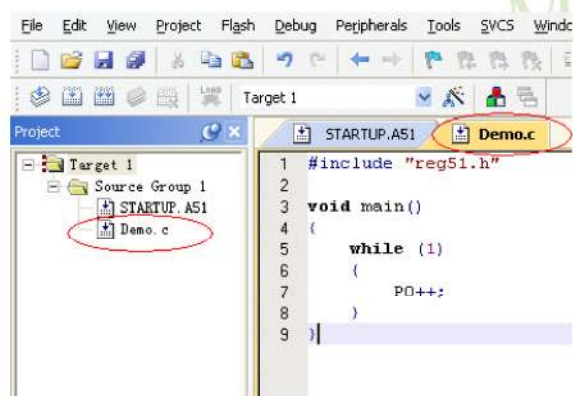 File Edit View Project Flash Debug Peripherals Tools SVCS Windo
Target 1
Project
STARTUP.A51 Demo.c
Target 1
Source Group 1
STARTUP.A51
Demo.c
1 #include "reg51.h"
2
3 void main()
4 {
5 while (1)
6 {
7 P0++;
8 }
9 }